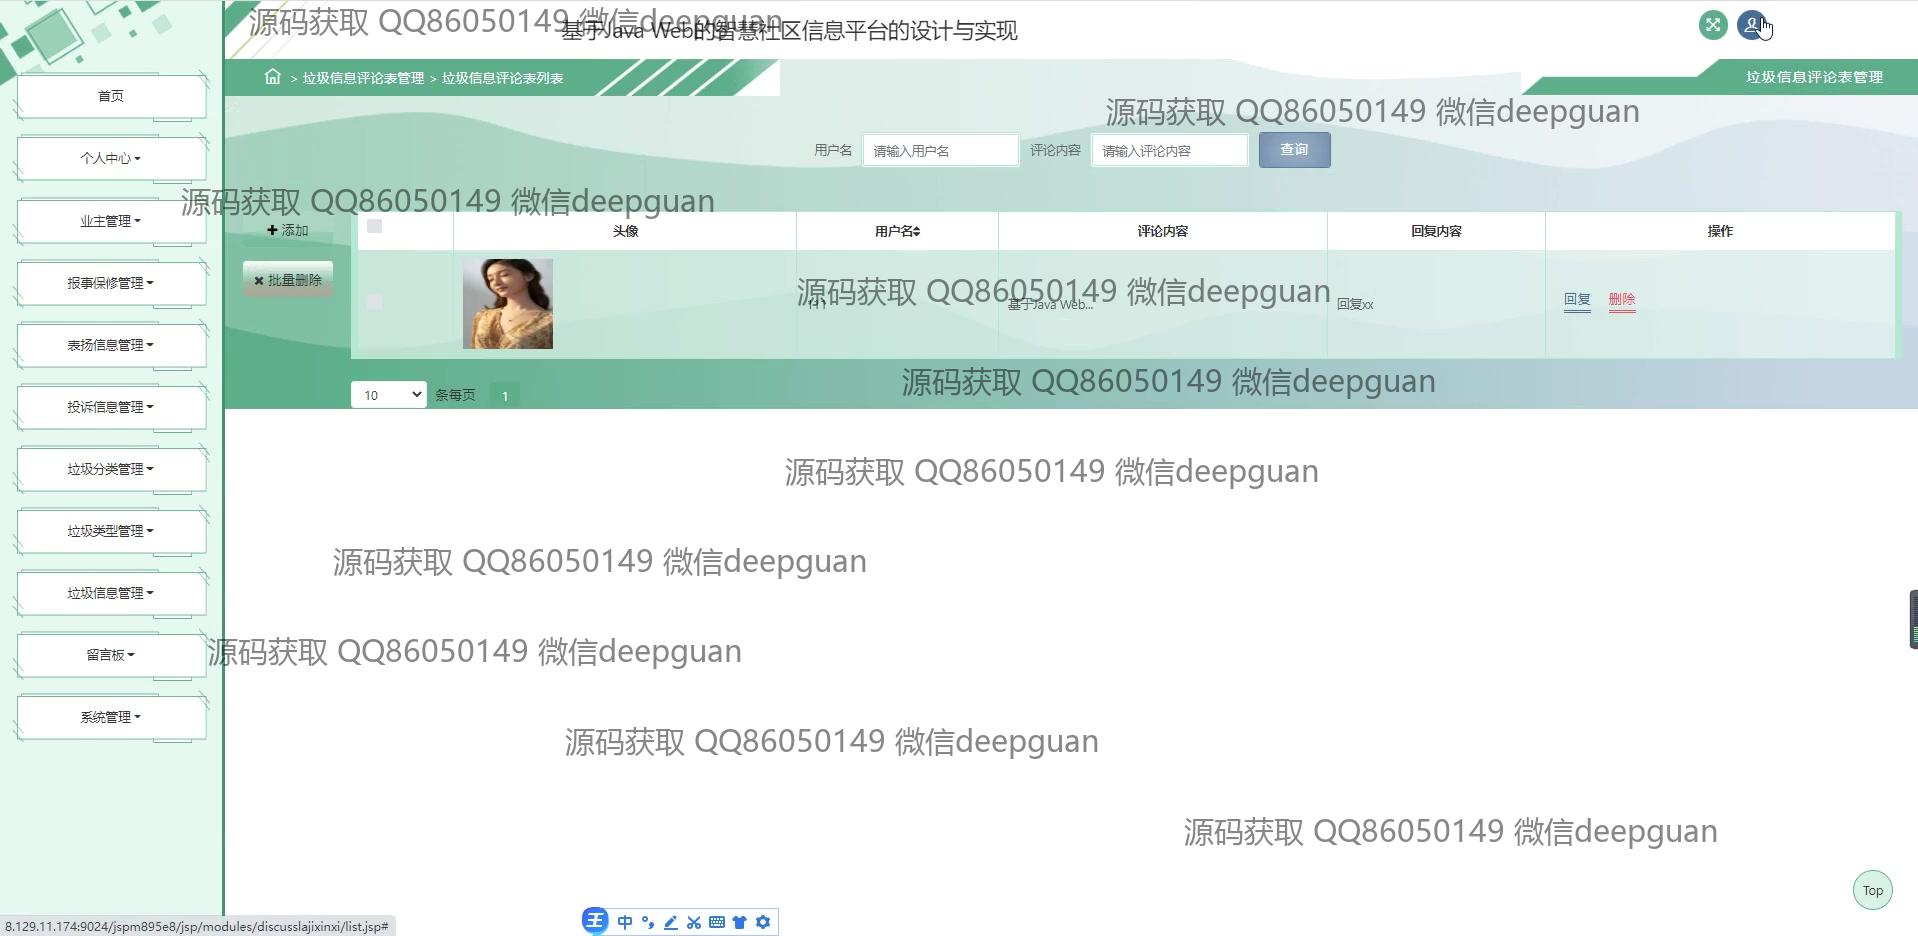 源码获取 QQ86050149 微信deepguan
基于Java Web的智慧社区信息平台的设计与实现
> 垃圾信息评论表管理 > 垃圾信息评论表列表
垃圾信息评论表管理
首页
个人中心
业主管理
报事保修管理
表扬信息管理
投诉信息管理
垃圾分类管理
垃圾类型管理
垃圾信息管理
留言板
系统管理
源码获取 QQ86050149 微信deepguan
用户名 请输入用户名 评论内容 请输入评论内容 查询
源码获取 QQ86050149 微信deepguan
添加
批量删除
头像 用户名 评论内容 回复内容 操作
源码获取 QQ86050149 微信deepguan
基于Java Web... 回复xx 回复 删除
源码获取 QQ86050149 微信deepguan
10 条每页 1
源码获取 QQ86050149 微信deepguan
源码获取 QQ86050149 微信deepguan
源码获取 QQ86050149 微信deepguan
源码获取 QQ86050149 微信deepguan
源码获取 QQ86050149 微信deepguan
Top
8.129.11.174:9024/jspm895e8/jsp/modules/discusslajixinxi/list.jsp#
王 中